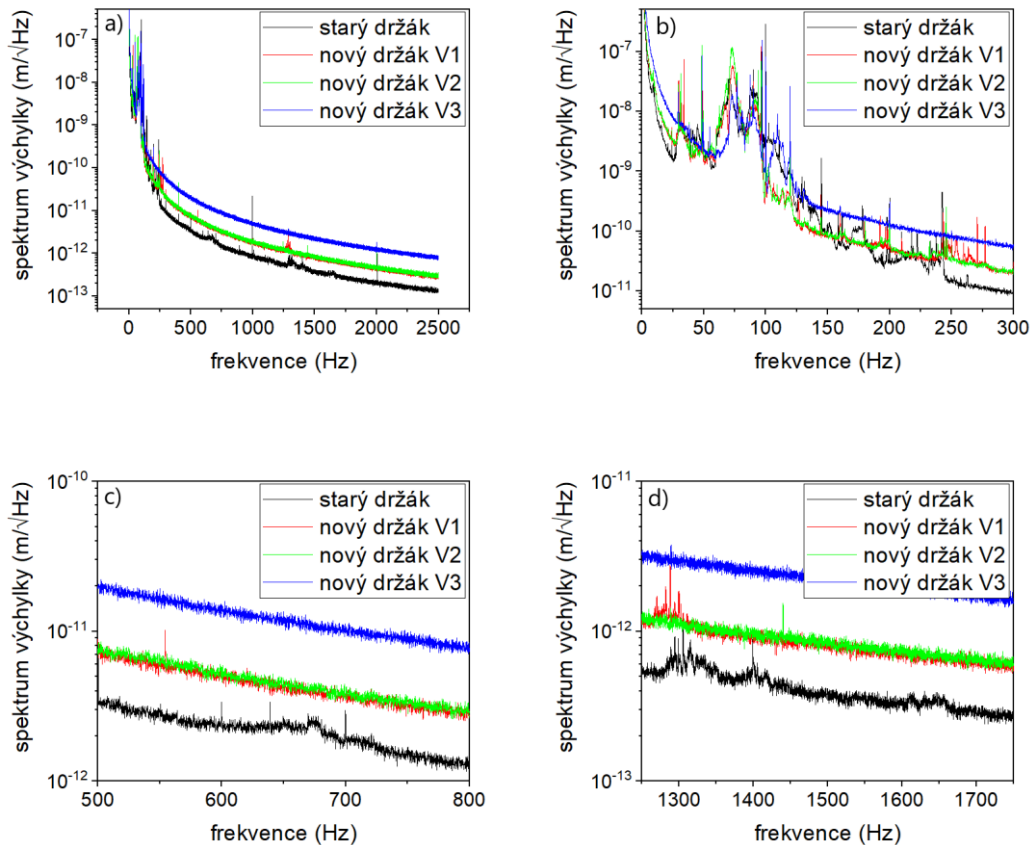 a)
starý držák
nový držák V1
nový držák V2
nový držák V3
spektrum výchylky (m/√Hz)
10⁻⁷
10⁻⁸
10⁻⁹
10⁻¹⁰
10⁻¹¹
10⁻¹²
10⁻¹³
0 500 1000 1500 2000 2500
frekvence (Hz)
b)
starý držák
nový držák V1
nový držák V2
nový držák V3
spektrum výchylky (m/√Hz)
10⁻⁷
10⁻⁸
10⁻⁹
10⁻¹⁰
10⁻¹¹
0 50 100 150 200 250 300
frekvence (Hz)
c)
starý držák
nový držák V1
nový držák V2
nový držák V3
spektrum výchylky (m/√Hz)
10⁻¹⁰
10⁻¹¹
10⁻¹²
500 600 700 800
frekvence (Hz)
d)
starý držák
nový držák V1
nový držák V2
nový držák V3
spektrum výchylky (m/√Hz)
10⁻¹¹
10⁻¹²
10⁻¹³
1300 1400 1500 1600 1700
frekvence (Hz)